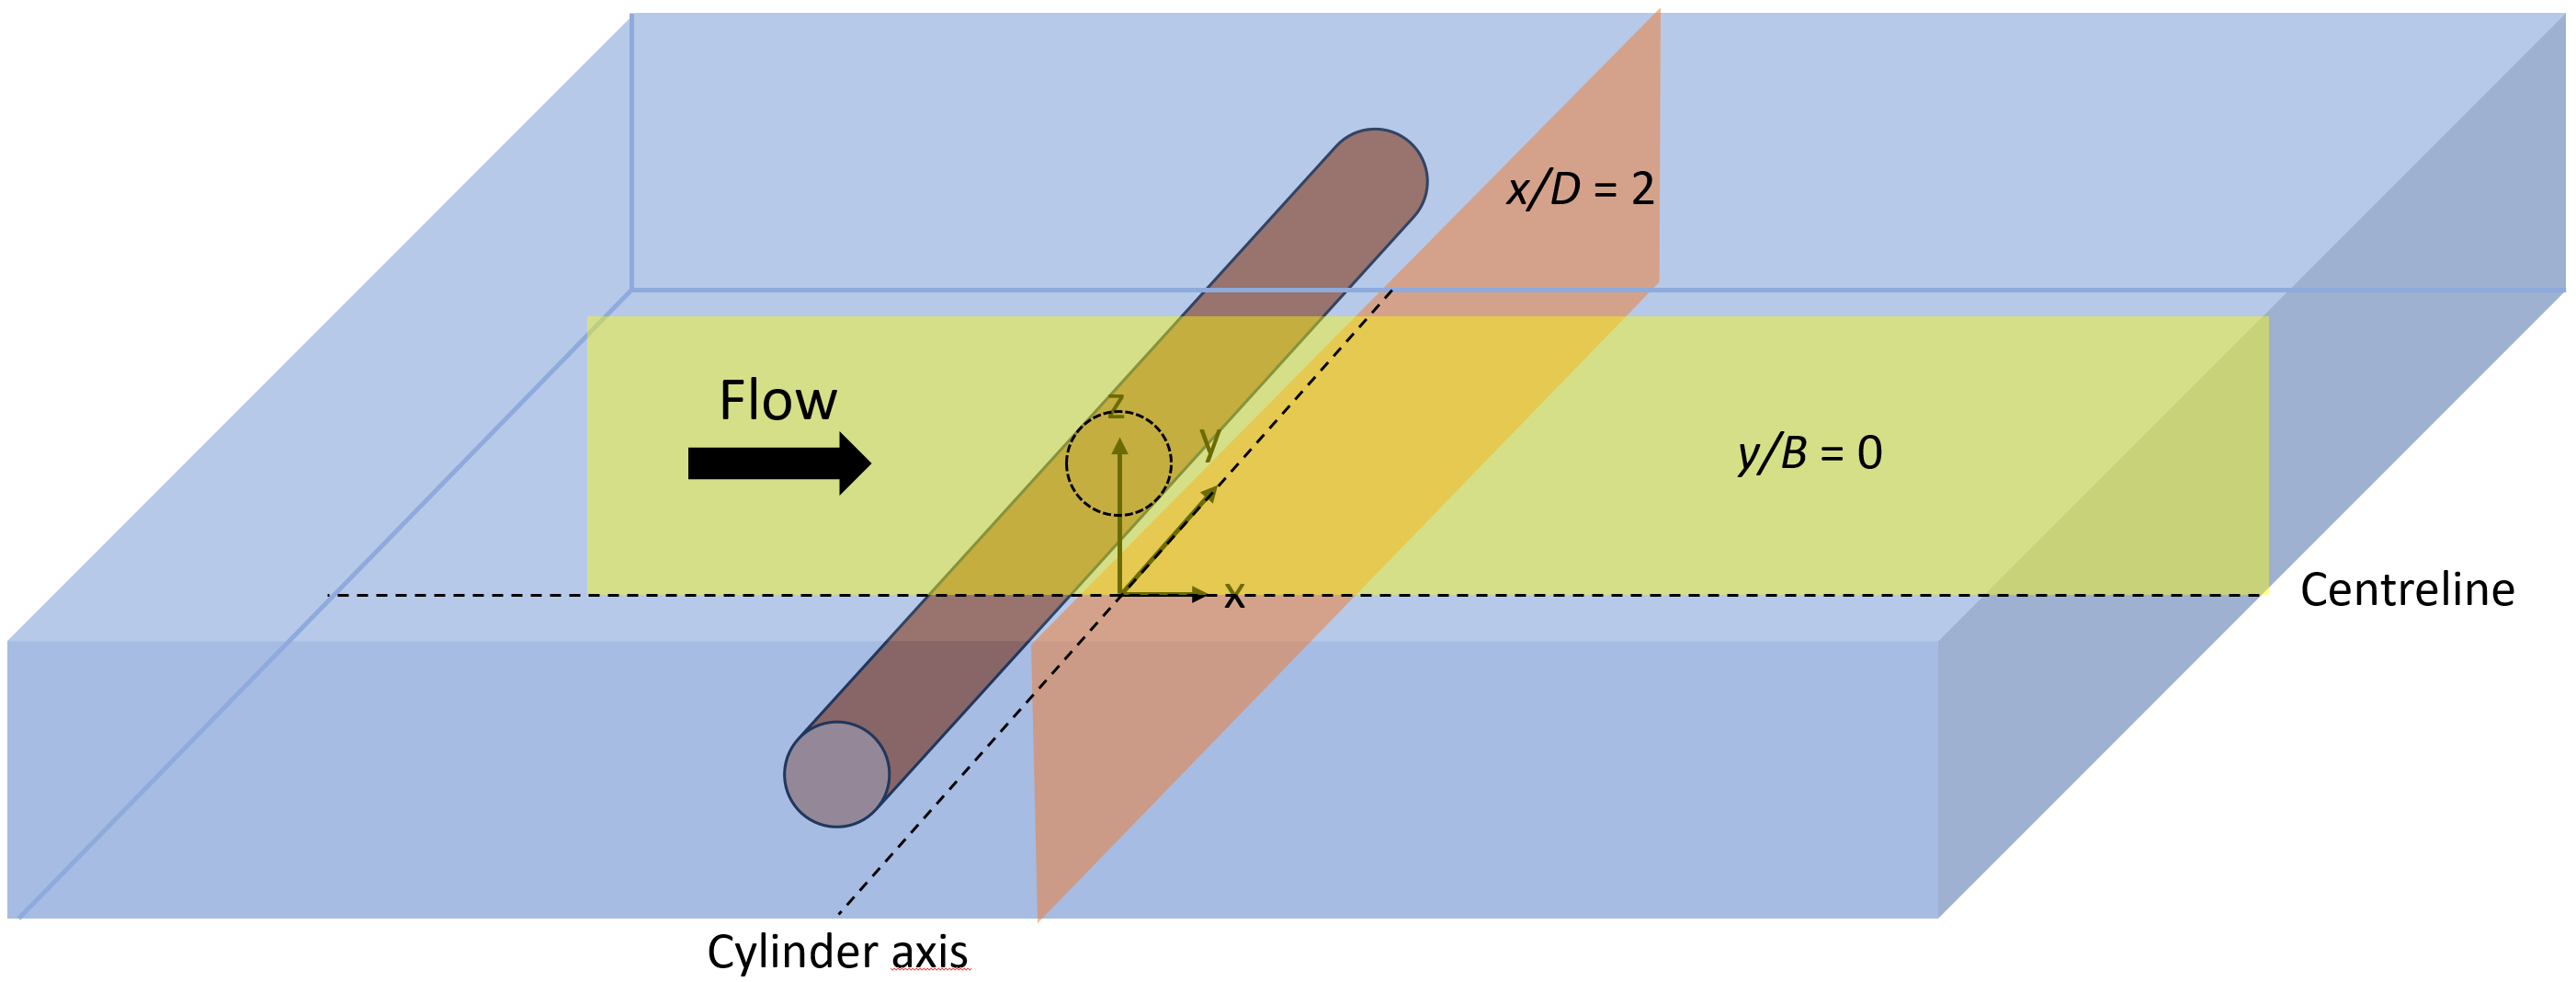 x/D = 2
Flow
z
y
y/B = 0
x
Centreline
Cylinder axis